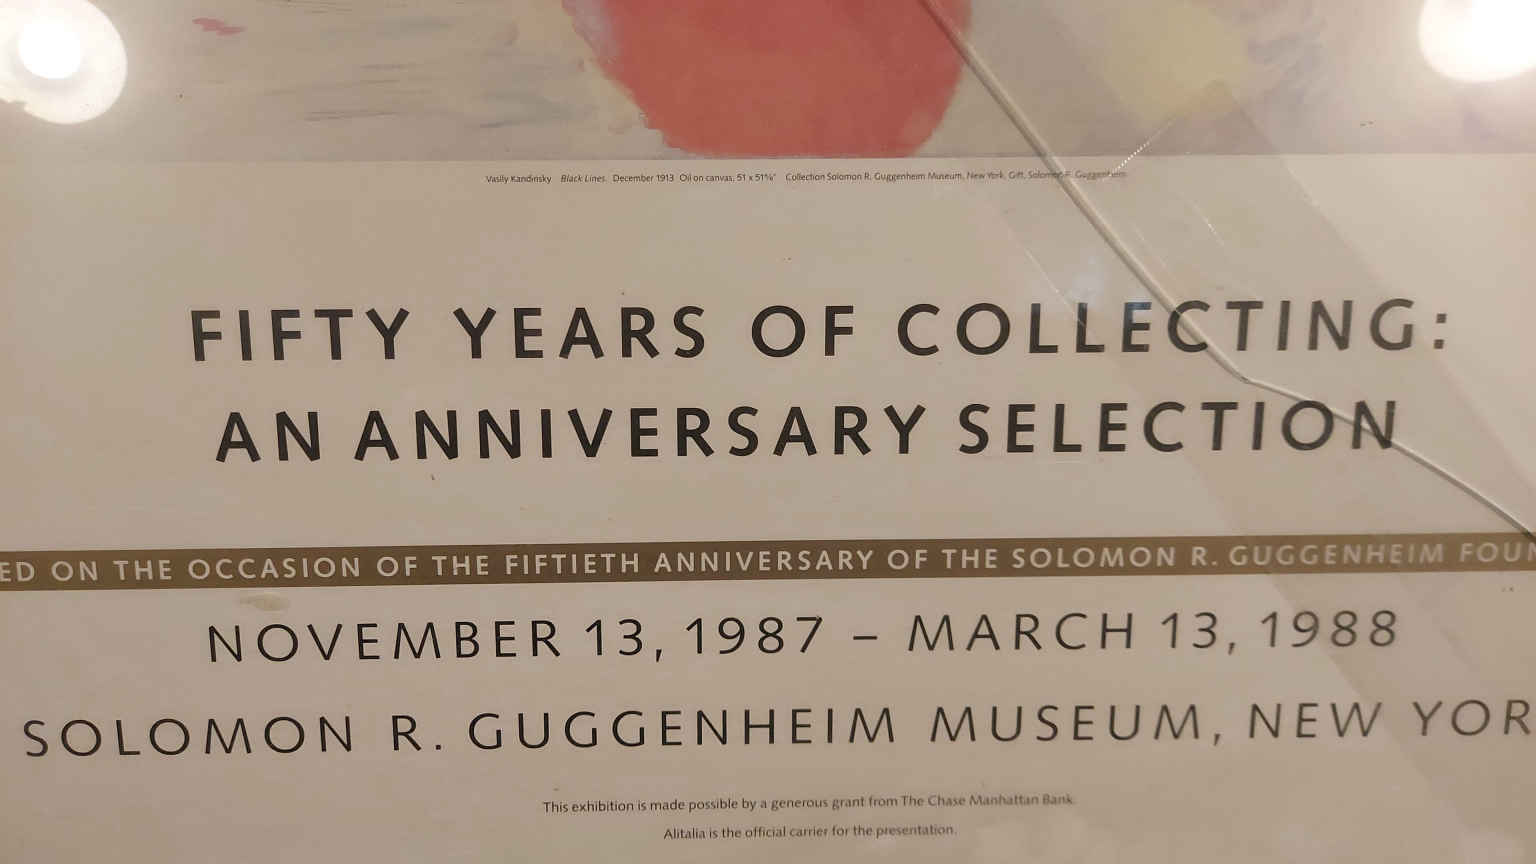 Vasily Kandinsky Black Lines. December 1913 Oil on canvas, 51 x 51⅝" Collection Solomon R. Guggenheim Museum, New York, Gift, Solomon R. Guggenheim
FIFTY YEARS OF COLLECTING:
AN ANNIVERSARY SELECTION
ON THE OCCASION OF THE FIFTIETH ANNIVERSARY OF THE SOLOMON R. GUGGENHEIM
NOVEMBER 13, 1987 – MARCH 13, 1988
SOLOMON R. GUGGENHEIM MUSEUM, NEW YOR
This exhibition is made possible by a generous grant from The Chase Manhattan Bank.
Alitalia is the official carrier for the presentation.